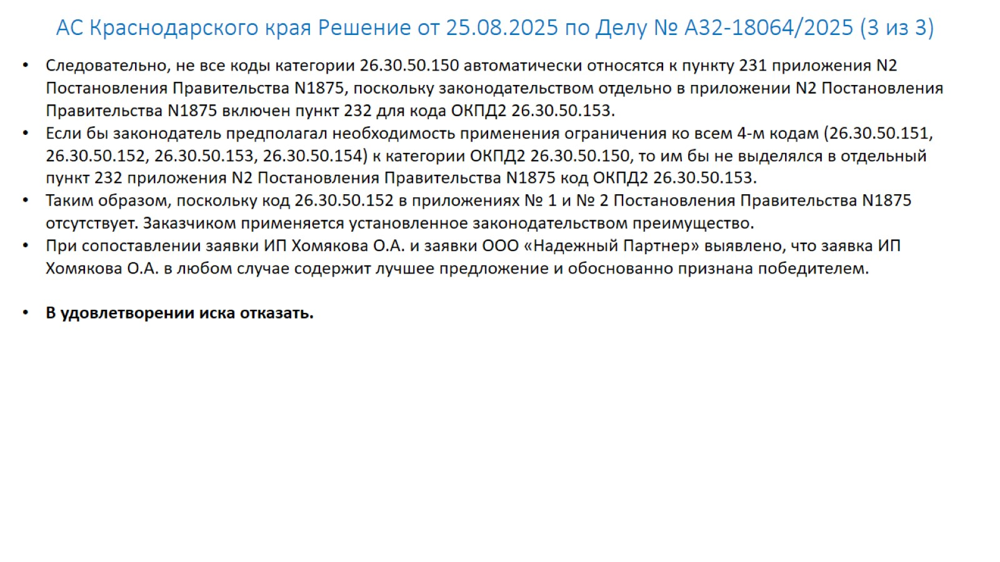 АС Краснодарского края Решение от 25.08.2025 по Делу № А32-18064/2025 (3 из 3)
• Следовательно, не все коды категории 26.30.50.150 автоматически относятся к пункту 231 приложения N2
Постановления Правительства N1875, поскольку законодательством отдельно в приложении N2 Постановления
Правительства N1875 включен пункт 232 для кода ОКПД2 26.30.50.153.
• Если бы законодатель предполагал необходимость применения ограничения ко всем 4-м кодам (26.30.50.151,
26.30.50.152, 26.30.50.153, 26.30.50.154) к категории ОКПД2 26.30.50.150, то им бы не выделялся в отдельный
пункт 232 приложения N2 Постановления Правительства N1875 код ОКПД2 26.30.50.153.
• Таким образом, поскольку код 26.30.50.152 в приложениях № 1 и № 2 Постановления Правительства N1875
отсутствует. Заказчиком применяется установленное законодательством преимущество.
• При сопоставлении заявки ИП Хомякова О.А. и заявки ООО «Надежный Партнер» выявлено, что заявка ИП
Хомякова О.А. в любом случае содержит лучшее предложение и обоснованно признана победителем.
• В удовлетворении иска отказать.